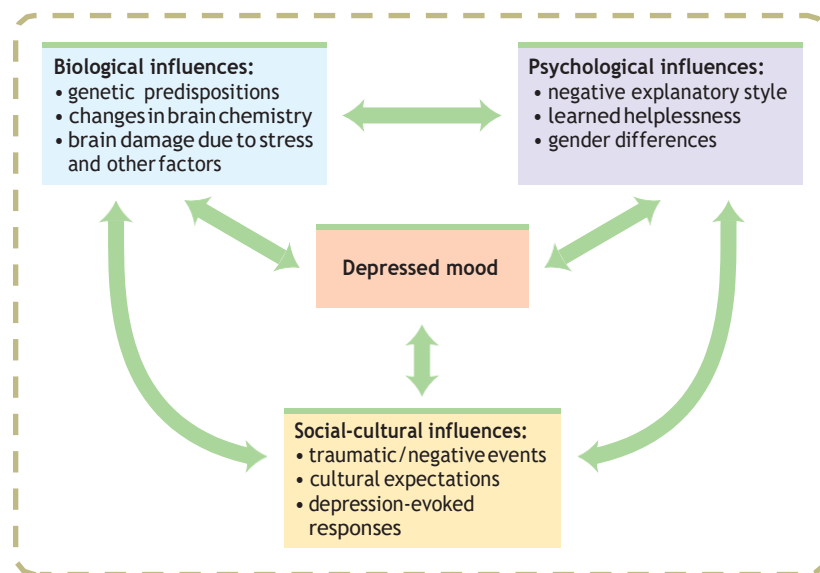 Biological influences:
• genetic predispositions
• changes in brain chemistry
• brain damage due to stress
and other factors
Psychological influences:
• negative explanatory style
• learned helplessness
• gender differences
Depressed mood
Social-cultural influences:
• traumatic/negative events
• cultural expectations
• depression-evoked
responses